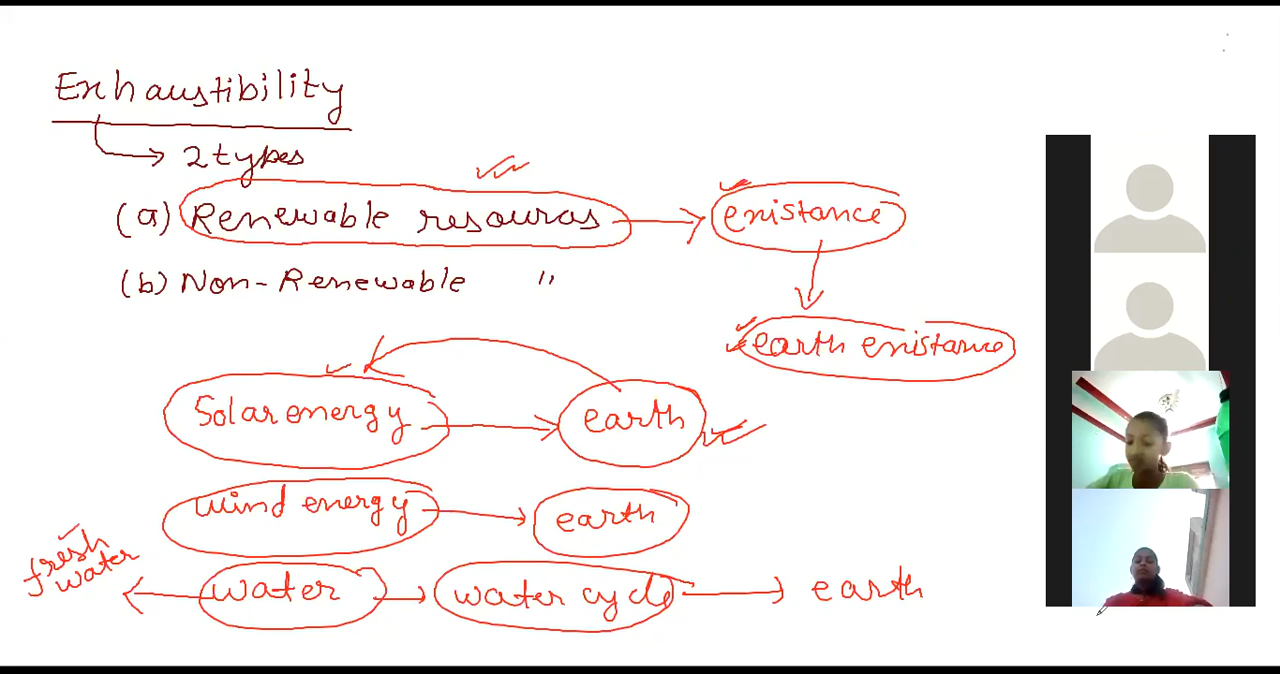 Exhaustibility
2 types
(a) Renewable resouras
existance
(b) Non-Renewable "
earth existance
Solar energy
earth
wind energy
earth
fresh water
water
water cycle
earth